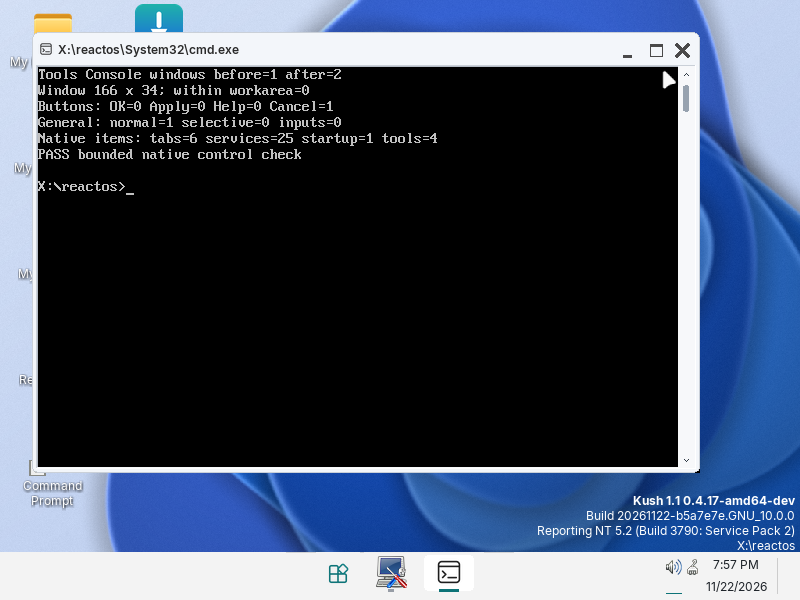 X:\reactos\System32\cmd.exe
Tools Console windows before=1 after=2
Window 166 x 34; within workarea=0
Buttons: OK=0 Apply=0 Help=0 Cancel=1
General: normal=1 selective=0 inputs=0
Native items: tabs=6 services=25 startup=1 tools=4
PASS bounded native control check
X:\reactos>_
My
My
My
Re
Command
Prompt
Kush 1.1 0.4.17-amd64-dev
Build 20261122-b5a7e7e.GNU_10.0.0
Reporting NT 5.2 (Build 3790: Service Pack 2)
X:\reactos
7:57 PM
11/22/2026